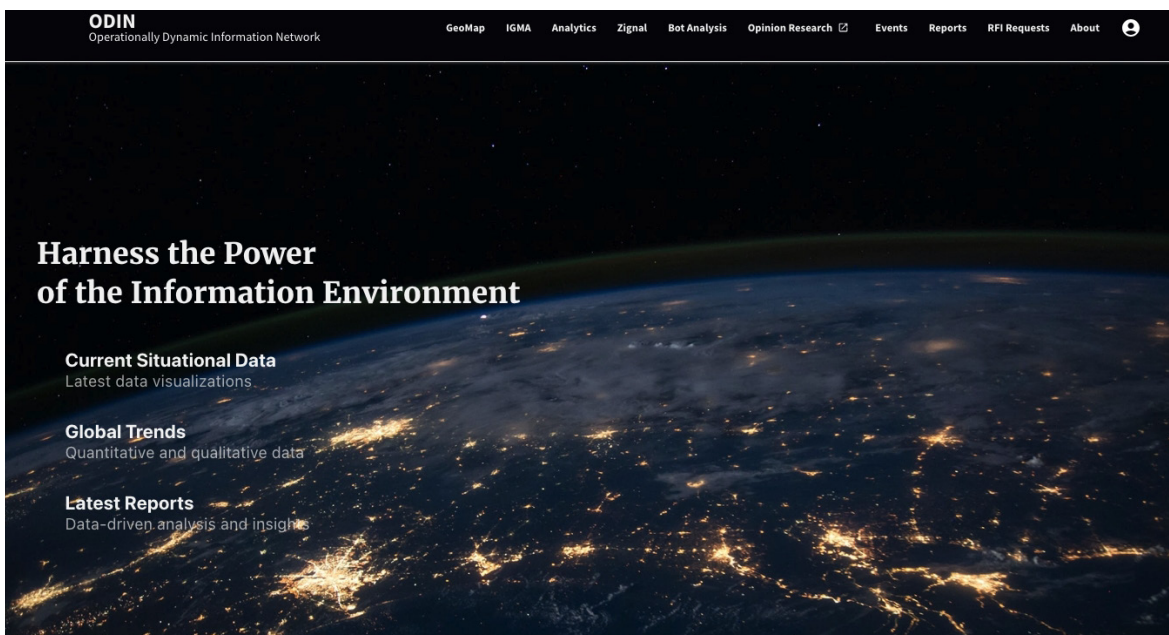 ODIN
Operationally Dynamic Information Network
GeoMap IGMA Analytics Zignal Bot Analysis Opinion Research Events Reports RFI Requests About
Harness the Power
of the Information Environment
Current Situational Data
Latest data visualizations
Global Trends
Quantitative and qualitative data
Latest Reports
Data-driven analysis and insights